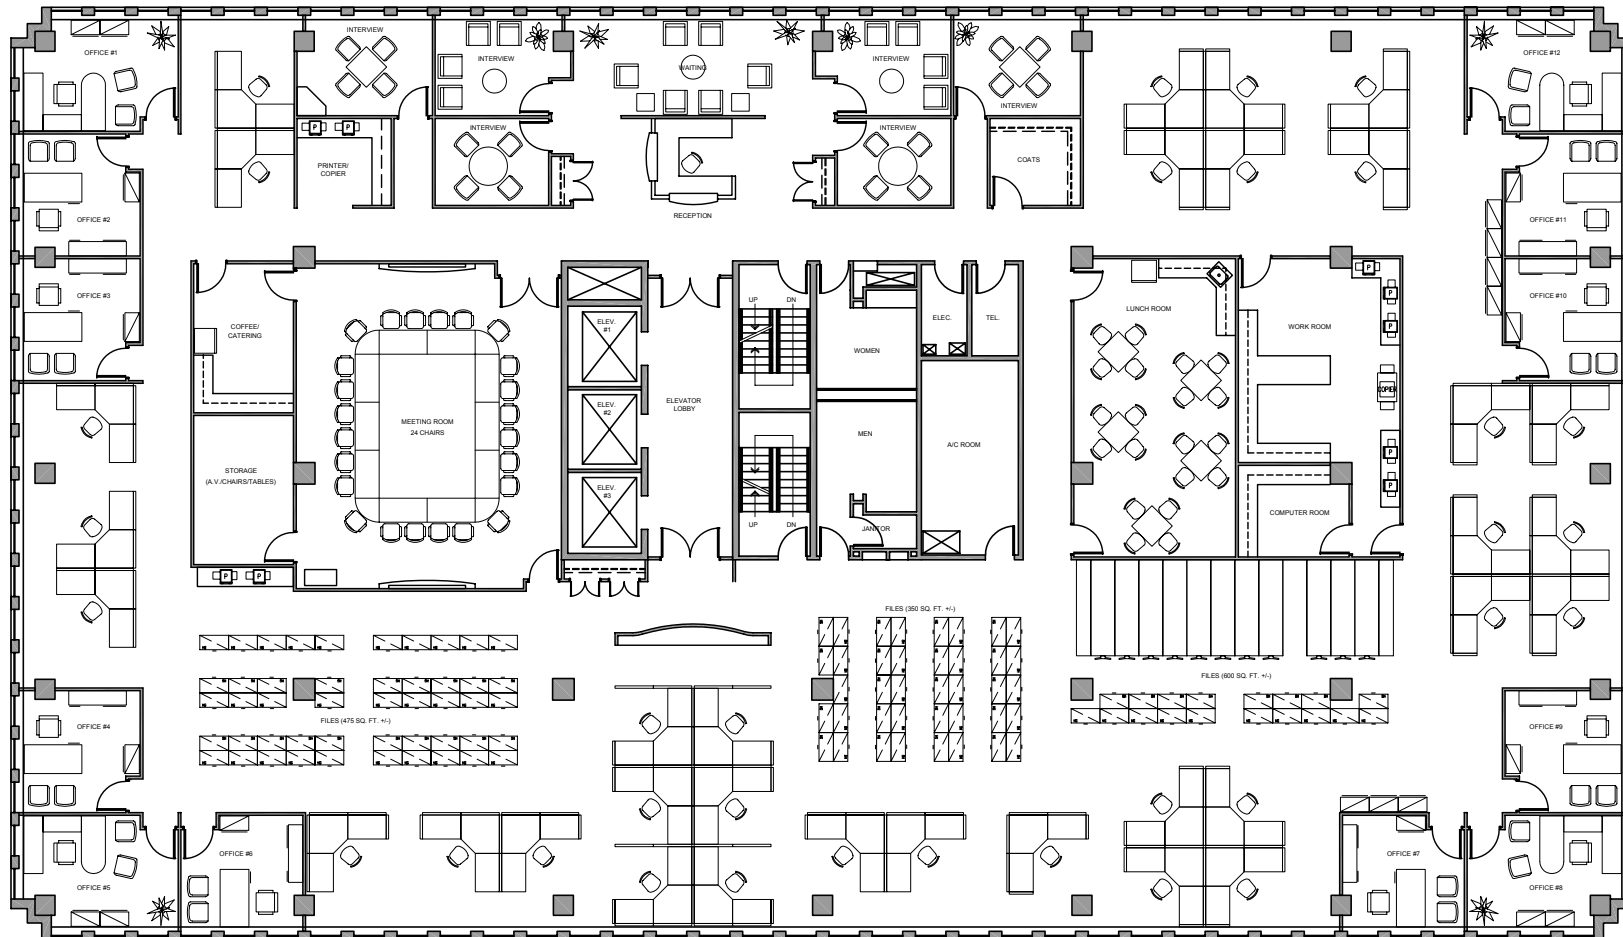 INTERVIEW
OFFICE #1
INTERVIEW
WAITING
INTERVIEW
INTERVIEW
OFFICE #12
P
P
INTERVIEW
INTERVIEW
PRINTER/
COPIER
COATS
OFFICE #2
RECEPTION
OFFICE #11
P
OFFICE #3
UP
DN
P
OFFICE #10
COFFEE/
CATERING
ELEV.
#1
ELEC.
TEL.
LUNCH ROOM
WORK ROOM
P
WOMEN
COPIER
ELEV.
#2
ELEVATOR
LOBBY
MEETING ROOM
24 CHAIRS
MEN
A/C ROOM
P
STORAGE
(A.V./CHAIRS/TABLES)
ELEV.
#3
P
UP
DN
JANITOR
COMPUTER ROOM
P
P
FILES (350 SQ. FT. +/-)
FILES (600 SQ. FT. +/-)
FILES (475 SQ. FT. +/-)
OFFICE #4
OFFICE #9
OFFICE #6
OFFICE #7
OFFICE #5
OFFICE #8